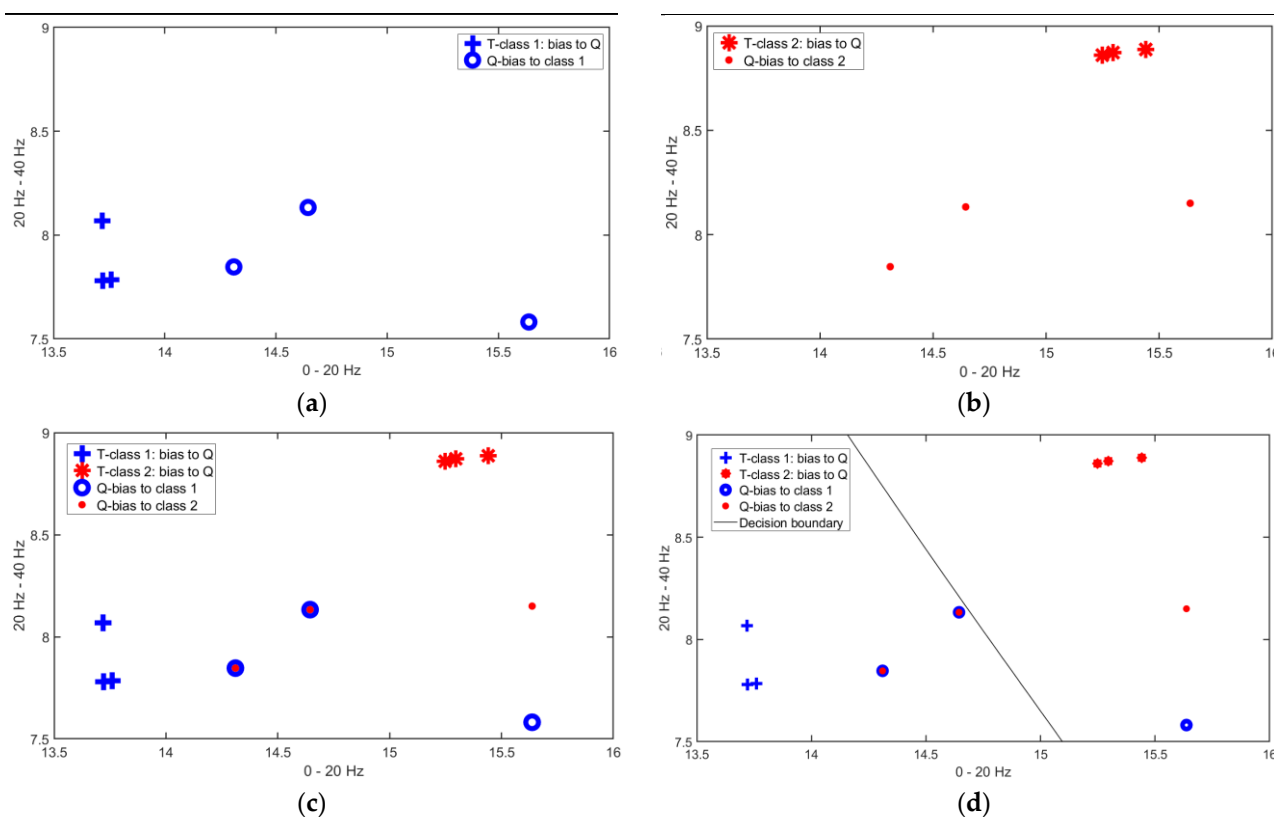 T-class 1: bias to Q
Q-bias to class 1
9
8.5
8
7.5
20 Hz - 40 Hz
13.5 14 14.5 15 15.5 16
0 - 20 Hz
(a)
T-class 2: bias to Q
Q-bias to class 2
9
8.5
8
7.5
20 Hz - 40 Hz
13.5 14 14.5 15 15.5 16
0 - 20 Hz
(b)
T-class 1: bias to Q
T-class 2: bias to Q
Q-bias to class 1
Q-bias to class 2
9
8.5
8
7.5
20 Hz - 40 Hz
13.5 14 14.5 15 15.5 16
0 - 20 Hz
(c)
T-class 1: bias to Q
T-class 2: bias to Q
Q-bias to class 1
Q-bias to class 2
Decision boundary
9
8.5
8
7.5
20 Hz - 40 Hz
13.5 14 14.5 15 15.5 16
0 - 20 Hz
(d)